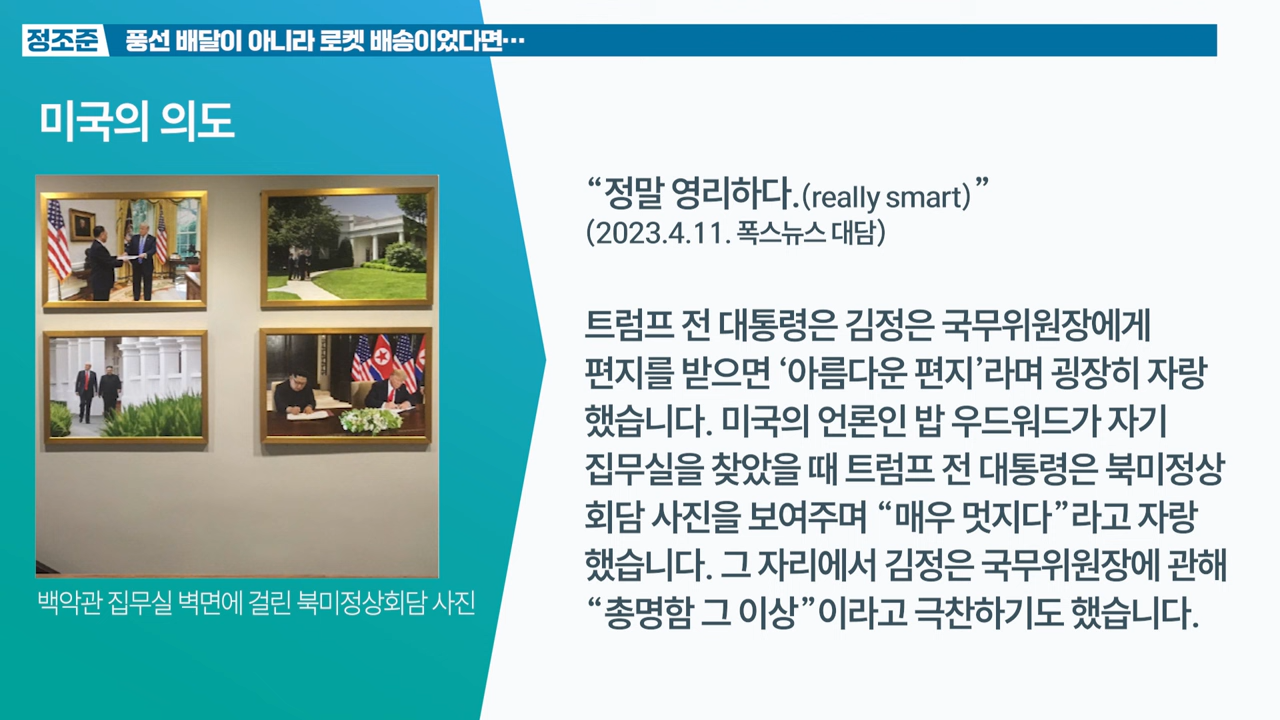 정조준 풍선 배달이 아니라 로켓 배송이었다면…
미국의 의도
백악관 집무실 벽면에 걸린 북미정상회담 사진
“정말 영리하다.(really smart)”
(2023.4.11. 폭스뉴스 대담)
트럼프 전 대통령은 김정은 국무위원장에게
편지를 받으면 ‘아름다운 편지’라며 굉장히 자랑
했습니다. 미국의 언론인 밥 우드워드가 자기
집무실을 찾았을 때 트럼프 전 대통령은 북미정상
회담 사진을 보여주며 “매우 멋지다”라고 자랑
했습니다. 그 자리에서 김정은 국무위원장에 관해
“총명함 그 이상”이라고 극찬하기도 했습니다.